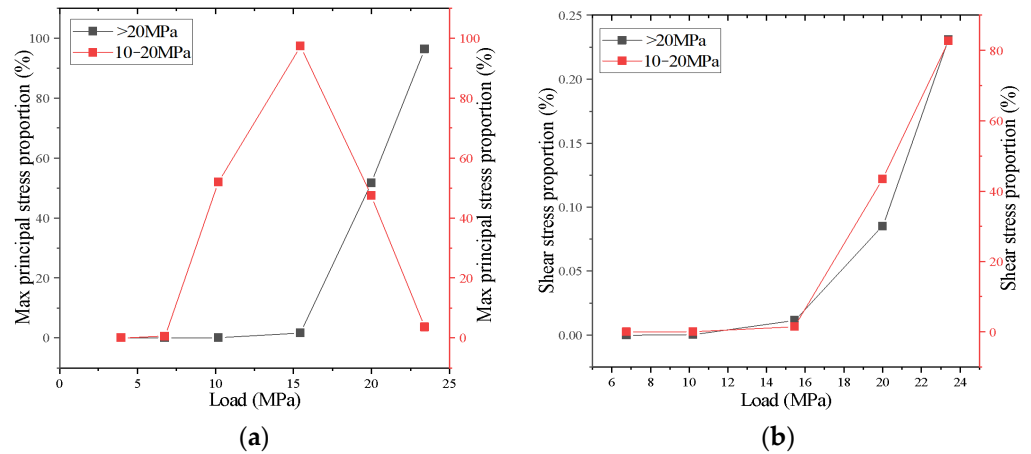 >20MPa
10-20MPa
Max principal stress proportion (%)
100
80
60
40
20
0
100
80
60
40
20
0
Max principal stress proportion (%)
0 5 10 15 20 25
Load (MPa)
(a)
>20MPa
10-20MPa
Shear stress proportion (%)
0.25
0.20
0.15
0.10
0.05
0.00
80
60
40
20
0
Shear stress proportion (%)
6 8 10 12 14 16 18 20 22 24
Load (MPa)
(b)